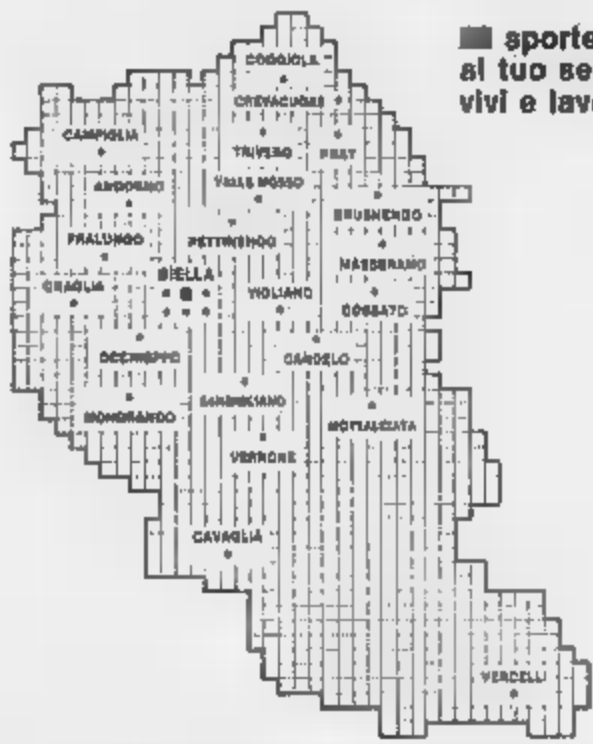 sporte
al tuo se
vivi e lav
COGGIOLA
CREVACUORE
CAMPIGLIA
TRIVERO
PRAY
VALLE MOSSO
ANDORNO
BRUSNENGO
PRALUNGO
PETTINENGO
MASSERANO
BIELLA
GRAGLIA
VIGLIANO
COSSATO
OCCHIEPPO
CANDELO
SANDIGLIANO
MONGRANDO
MOTTALCIATA
VERRONE
CAVAGLIA
VERCELLI